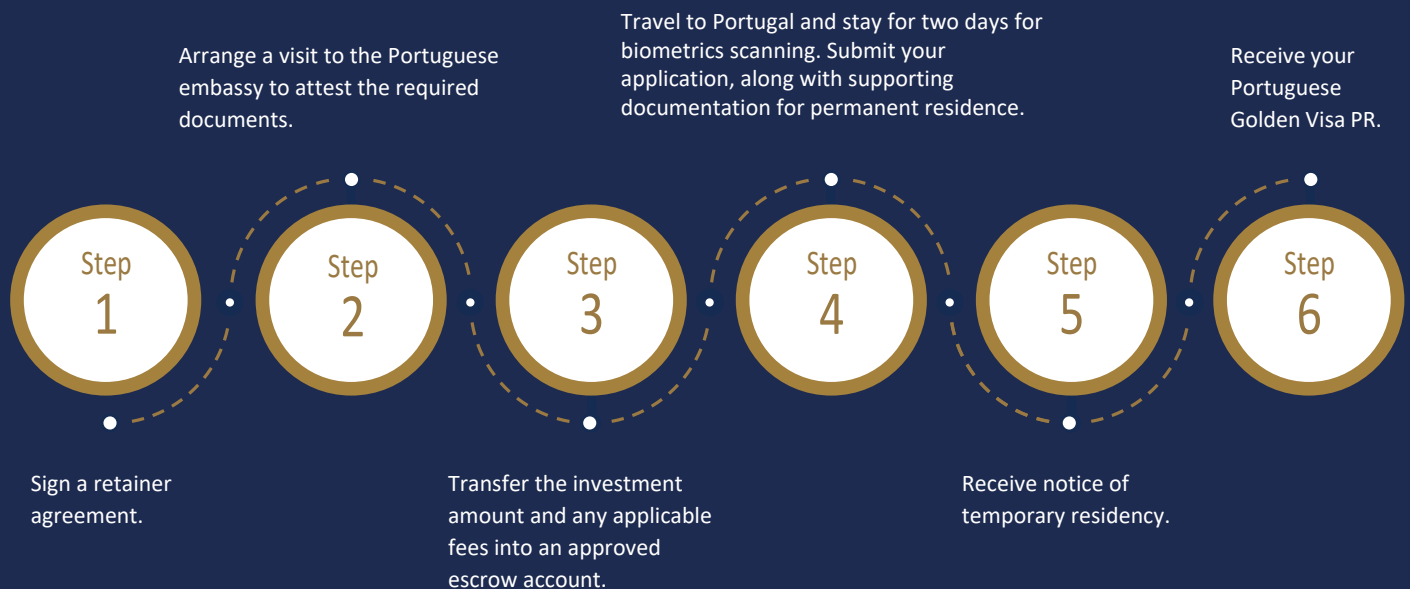 Step
1
Sign a retainer
agreement.
Arrange a visit to the Portuguese
embassy to attest the required
documents.
Step
2
Step
3
Transfer the investment
amount and any applicable
fees into an approved
escrow account.
Travel to Portugal and stay for two days for
biometrics scanning. Submit your
application, along with supporting
documentation for permanent residence.
Step
4
Step
5
Receive notice of
temporary residency.
Receive your
Portuguese
Golden Visa PR.
Step
6